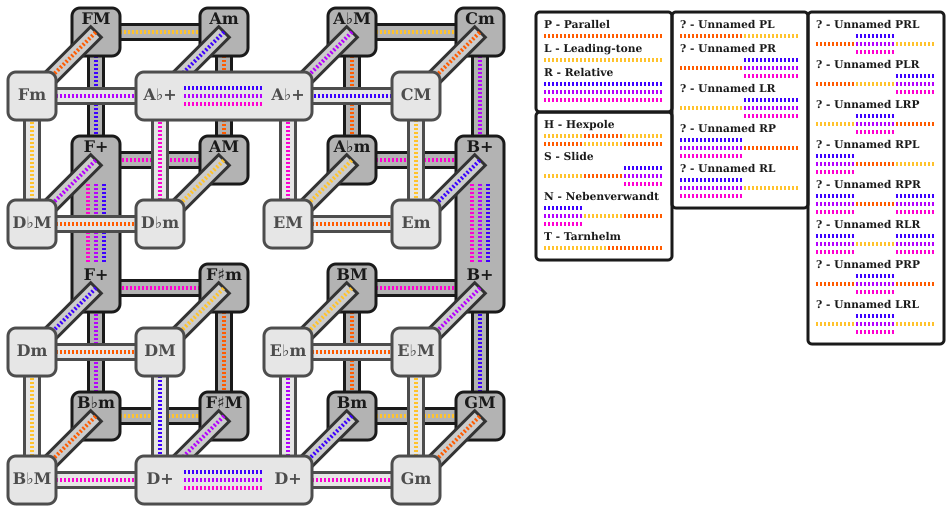 FM Am A♭M Cm
Fm A♭+ A♭+ CM
F+ AM A♭m B+
D♭M D♭m EM Em
F+ F♯m BM B+
Dm DM E♭m E♭M
B♭m F♯M Bm GM
B♭M D+ D+ Gm
P - Parallel
L - Leading-tone
R - Relative
H - Hexpole
S - Slide
N - Nebenverwandt
T - Tarnhelm
? - Unnamed PL
? - Unnamed PR
? - Unnamed LR
? - Unnamed RP
? - Unnamed RL
? - Unnamed PRL
? - Unnamed PLR
? - Unnamed LRP
? - Unnamed RPL
? - Unnamed RPR
? - Unnamed RLR
? - Unnamed PRP
? - Unnamed LRL